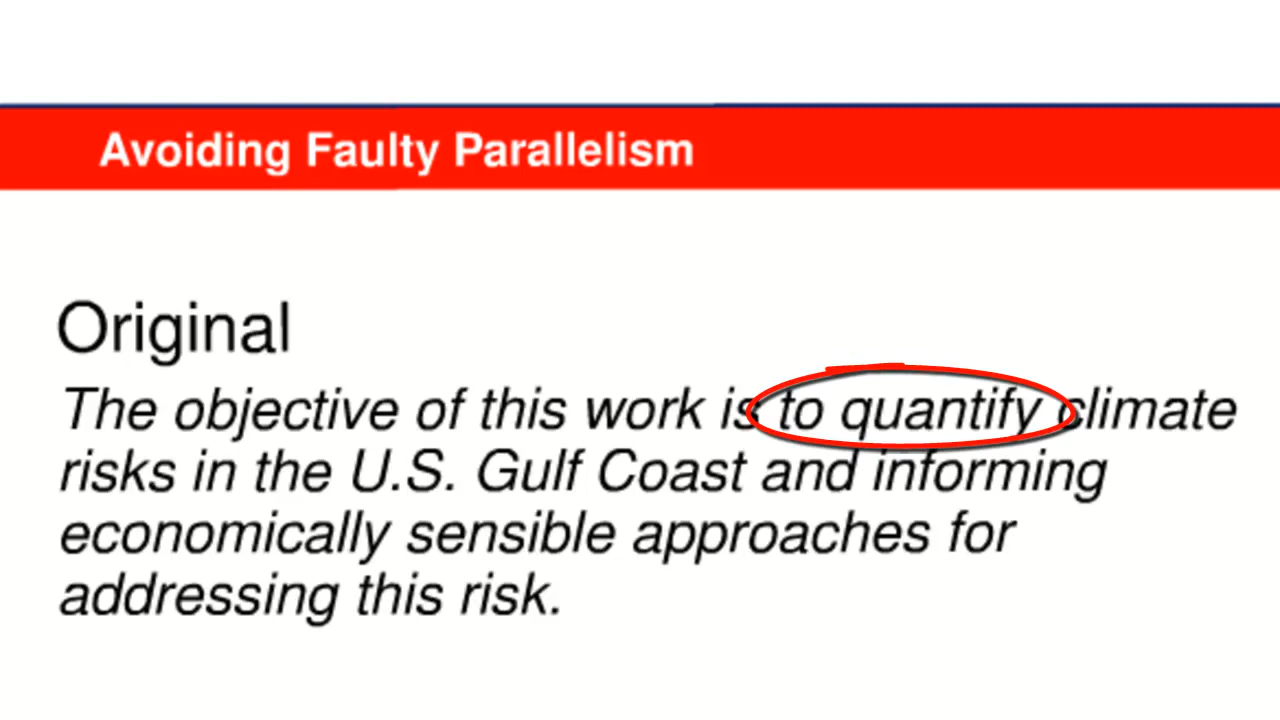 Avoiding Faulty Parallelism
Original
The objective of this work is to quantify climate
risks in the U.S. Gulf Coast and informing
economically sensible approaches for
addressing this risk.